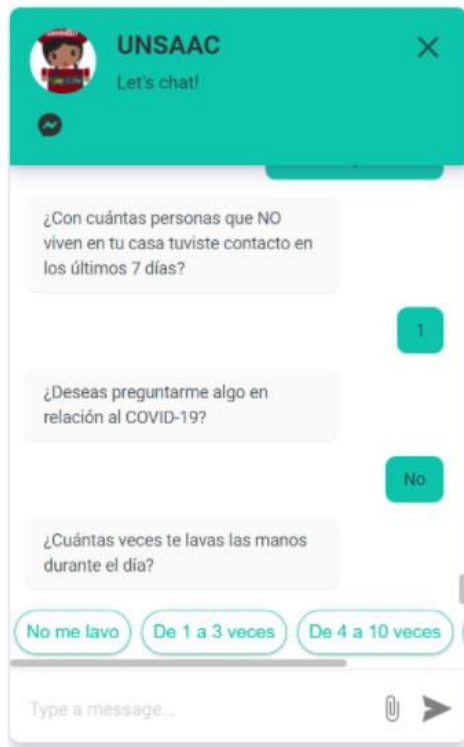 UNSAAC
Let's chat!
¿Con cuántas personas que NO
viven en tu casa tuviste contacto en
los últimos 7 días?
1
¿Deseas preguntarme algo en
relación al COVID-19?
No
¿Cuántas veces te lavas las manos
durante el día?
No me lavo
De 1 a 3 veces
De 4 a 10 veces
Type a message...